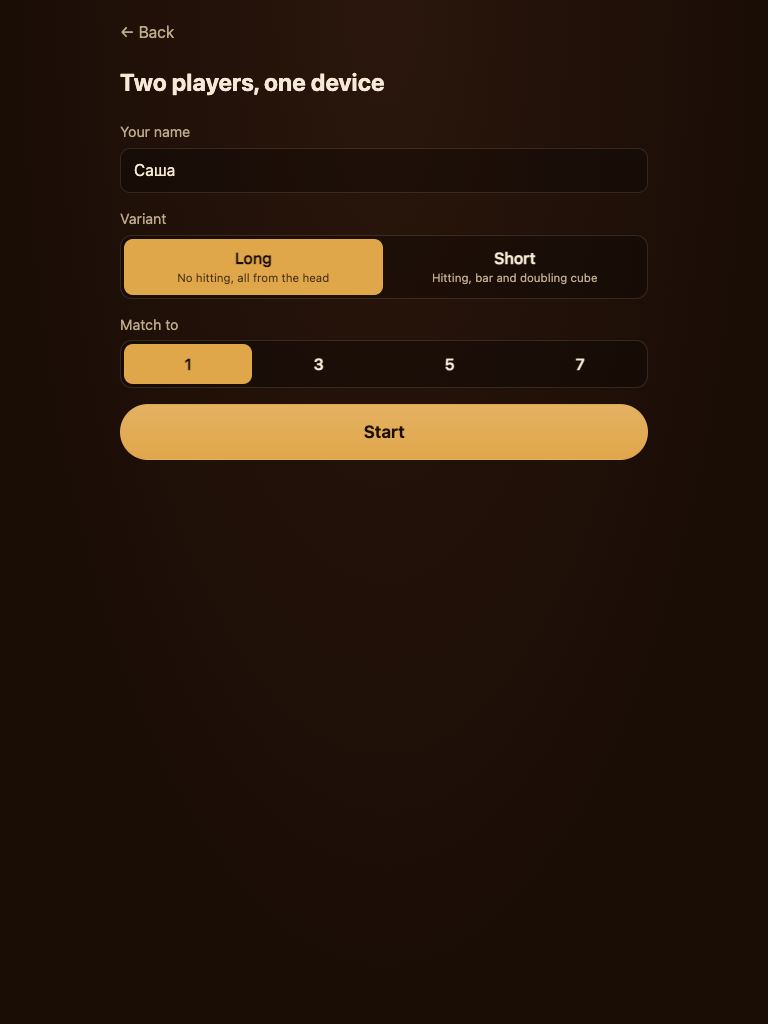 ← Back
Two players, one device
Your name
Саша
Variant
Long
No hitting, all from the head
Short
Hitting, bar and doubling cube
Match to
1 3 5 7
Start